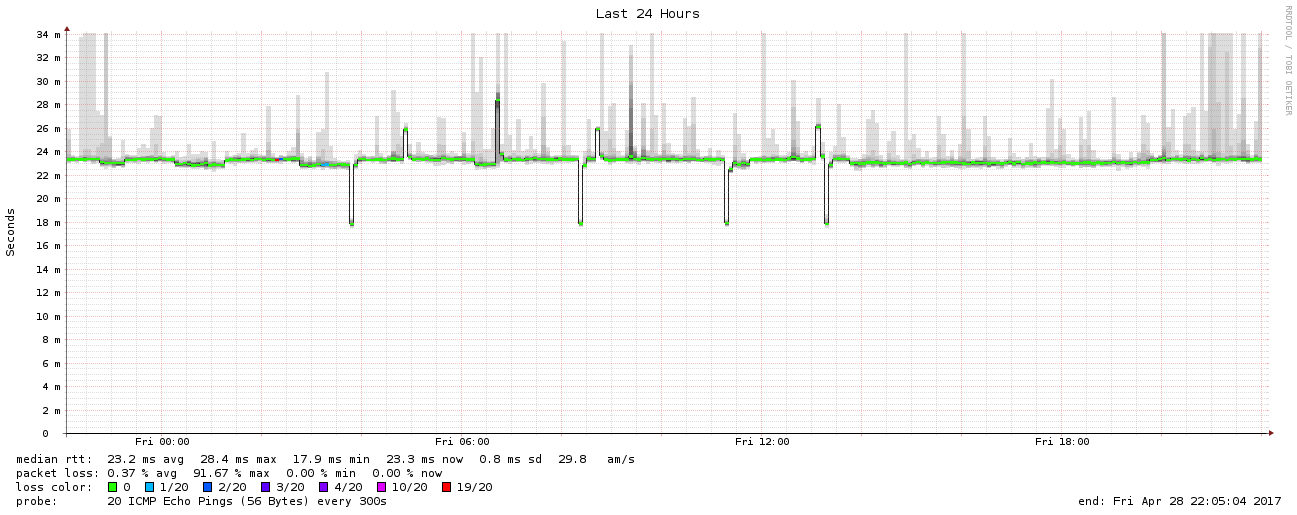 Last 24 Hours
RRDTOOL / TOBI OETIKER
Seconds
34 m
32 m
30 m
28 m
26 m
24 m
22 m
20 m
18 m
16 m
14 m
12 m
10 m
8 m
6 m
4 m
2 m
0
Fri 00:00 Fri 06:00 Fri 12:00 Fri 18:00
median rtt: 23.2 ms avg 28.4 ms max 17.9 ms min 23.3 ms now 0.8 ms sd 29.8 am/s
packet loss: 0.37 % avg 91.67 % max 0.00 % min 0.00 % now
loss color: 0 1/20 2/20 3/20 4/20 10/20 19/20
probe: 20 ICMP Echo Pings (56 Bytes) every 300s end: Fri Apr 28 22:05:04 2017